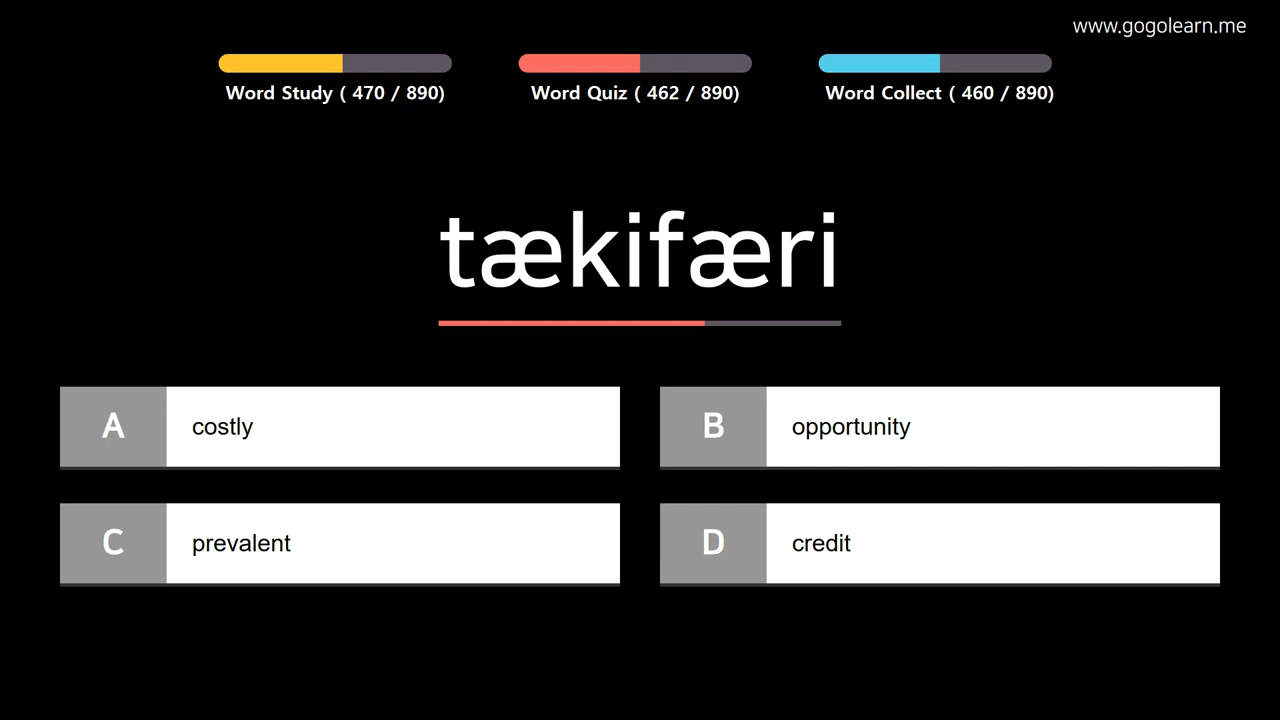 www.gogolearn.me
Word Study ( 470 / 890)
Word Quiz ( 462 / 890)
Word Collect ( 460 / 890)
tækifæri
A costly
B opportunity
C prevalent
D credit